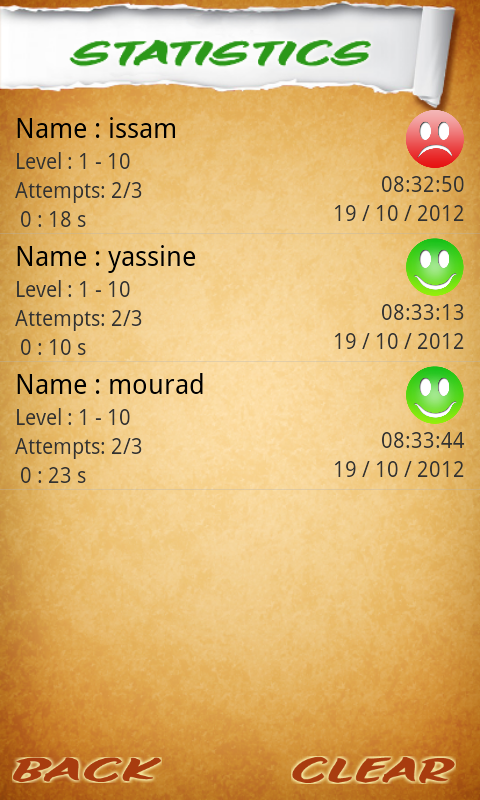 STATISTICS
Name : issam
Level : 1 - 10
Attempts: 2/3
08:32:50
0 : 18 s
19 / 10 / 2012
Name : yassine
Level : 1 - 10
Attempts: 2/3
08:33:13
0 : 10 s
19 / 10 / 2012
Name : mourad
Level : 1 - 10
Attempts: 2/3
08:33:44
0 : 23 s
19 / 10 / 2012
BACK
CLEAR